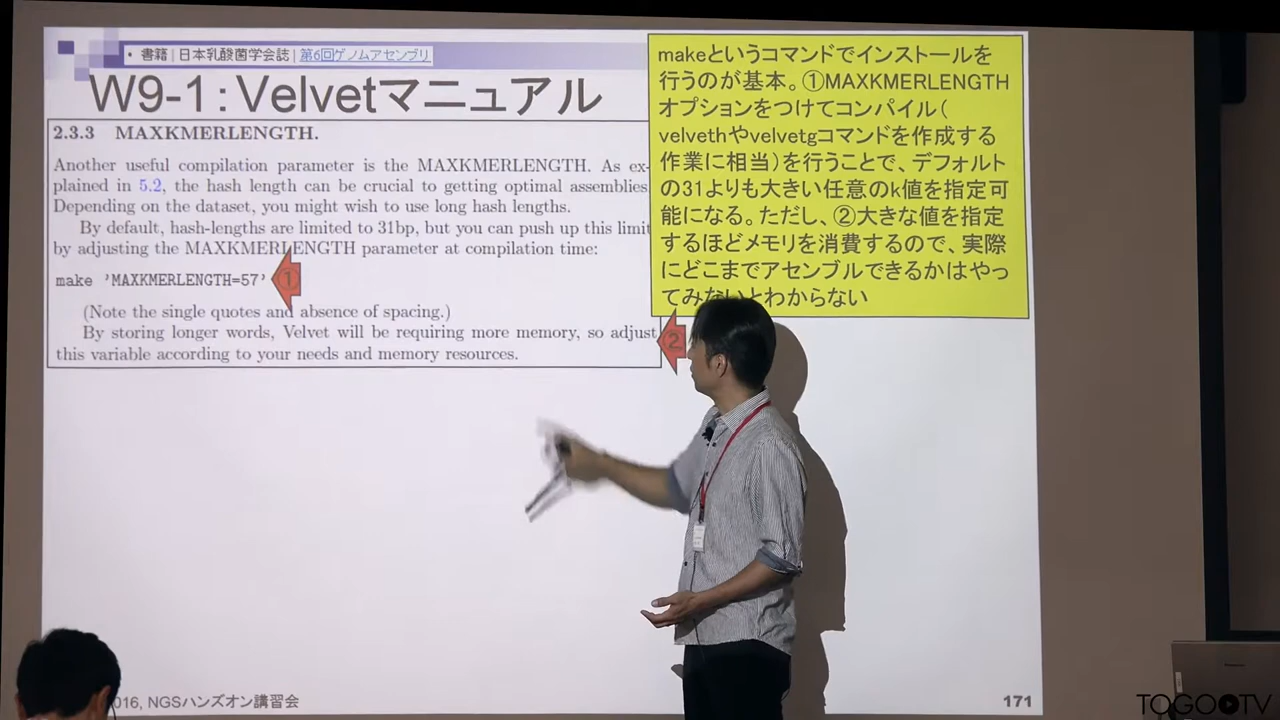 • 書籍 | 日本乳酸菌学会誌 | 第6回ゲノムアセンブリ
W9-1：Velvetマニュアル
2.3.3 MAXKMERLENGTH.
Another useful compilation parameter is the MAXKMERLENGTH. As ex-
plained in 5.2, the hash length can be crucial to getting optimal assemblies
Depending on the dataset, you might wish to use long hash lengths.
By default, hash-lengths are limited to 31bp, but you can push up this limit
by adjusting the MAXKMERLENGTH parameter at compilation time:
make 'MAXKMERLENGTH=57'
①
(Note the single quotes and absence of spacing.)
By storing longer words, Velvet will be requiring more memory, so adjust
this variable according to your needs and memory resources.
②
makeというコマンドでインストールを
行うのが基本。①MAXKMERLENGTH
オプションをつけてコンパイル（
velvethやvelvetgコマンドを作成する
作業に相当）を行うことで、デフォルト
の31よりも大きい任意のk値を指定可
能になる。ただし、②大きな値を指定
するほどメモリを消費するので、実際
にどこまでアセンブルできるかはやっ
てみないとわからない
016, NGSハンズオン講習会
171
TOGOTV